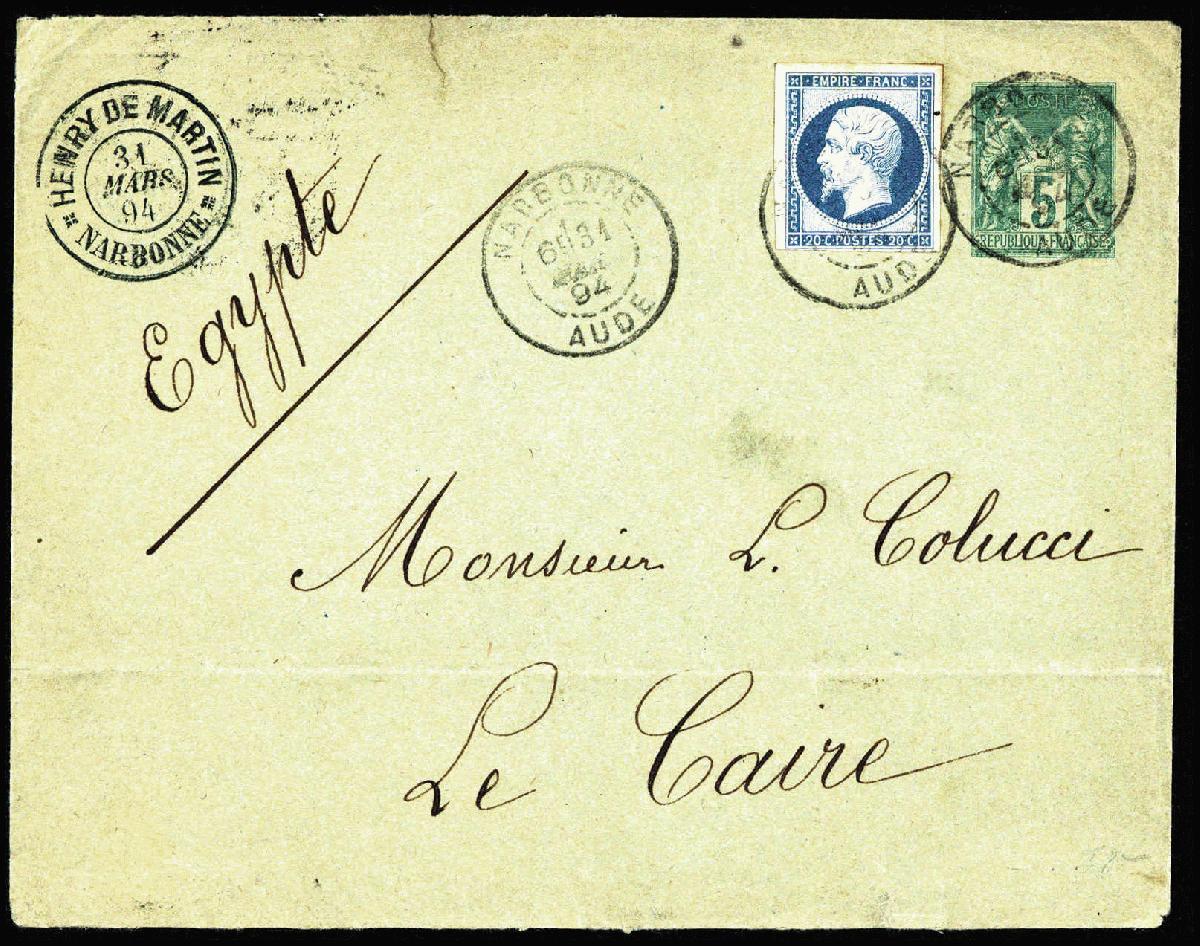 HENRY DE MARTIN
31
MARS
94
NARBONNE
Egypte
NARBONNE
6E 31
94
AUDE
EMPIRE FRANC
20 C POSTES 20 C
AUDE
POSTES
5
REPUBLIQUE FRANCAISE
Monsieur L. Colucci
Le Caire